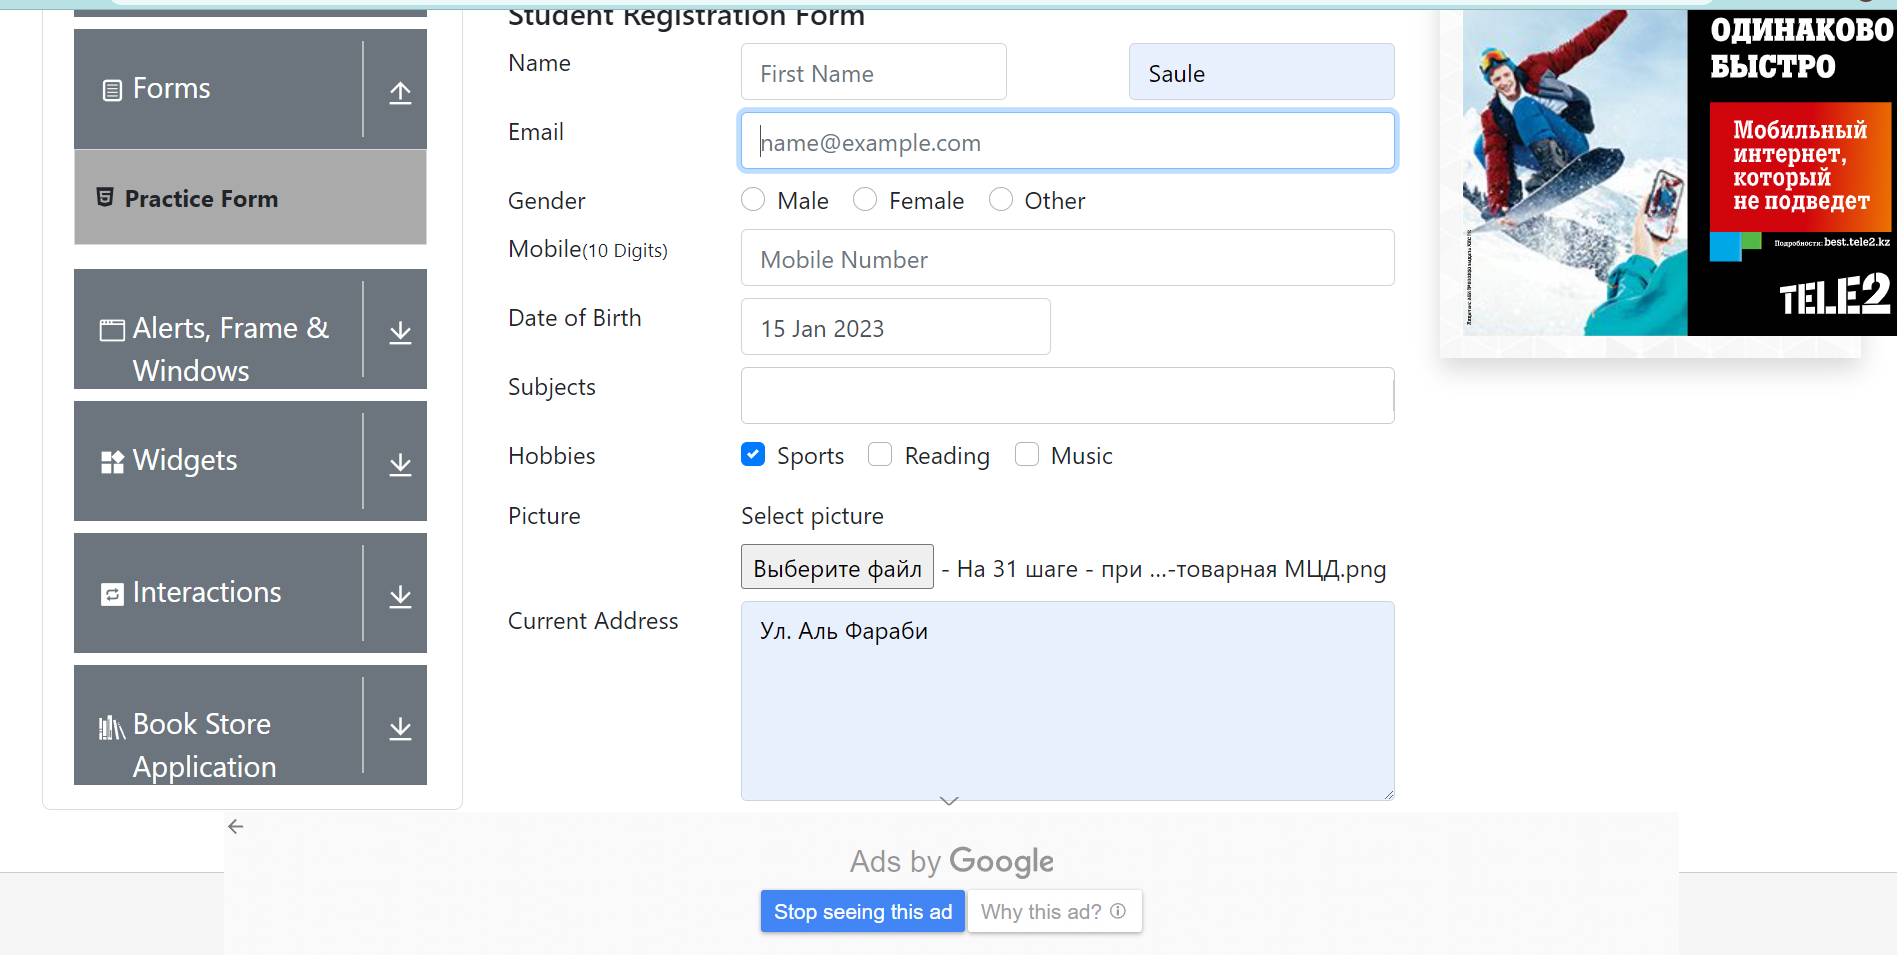 Student Registration Form
Forms
Practice Form
Alerts, Frame &
Windows
Widgets
Interactions
Book Store
Application
Name
First Name
Saule
Email
name@example.com
Gender
Male
Female
Other
Mobile(10 Digits)
Mobile Number
Date of Birth
15 Jan 2023
Subjects
Hobbies
Sports
Reading
Music
Picture
Select picture
Выберите файл
- На 31 шаге - при ...-товарная МЦД.png
Current Address
Ул. Аль Фараби
ОДИНАКОВО
БЫСТРО
Мобильный
интернет,
который
не подведет
Подробности: best.tele2.kz
TELE2
Ads by Google
Stop seeing this ad
Why this ad?